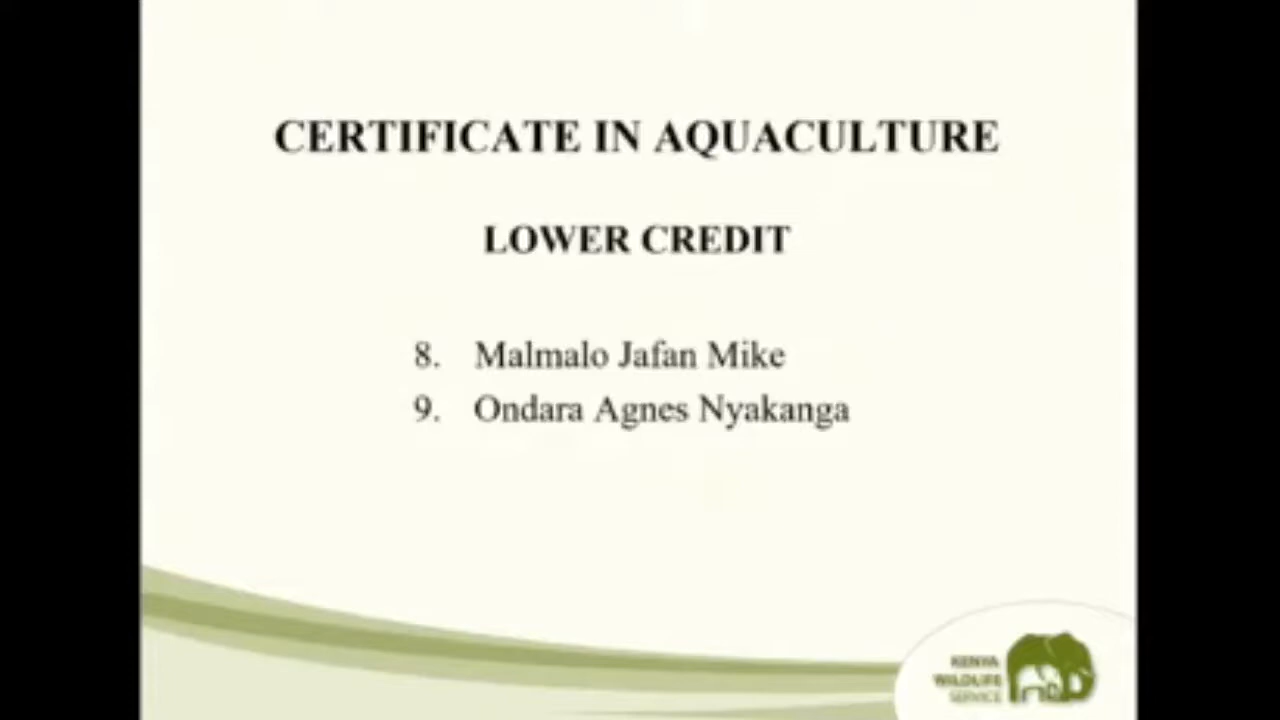 CERTIFICATE IN AQUACULTURE
LOWER CREDIT
8. Malmalo Jafan Mike
9. Ondara Agnes Nyakanga
KENYA
WILDLIFE
SERVICE